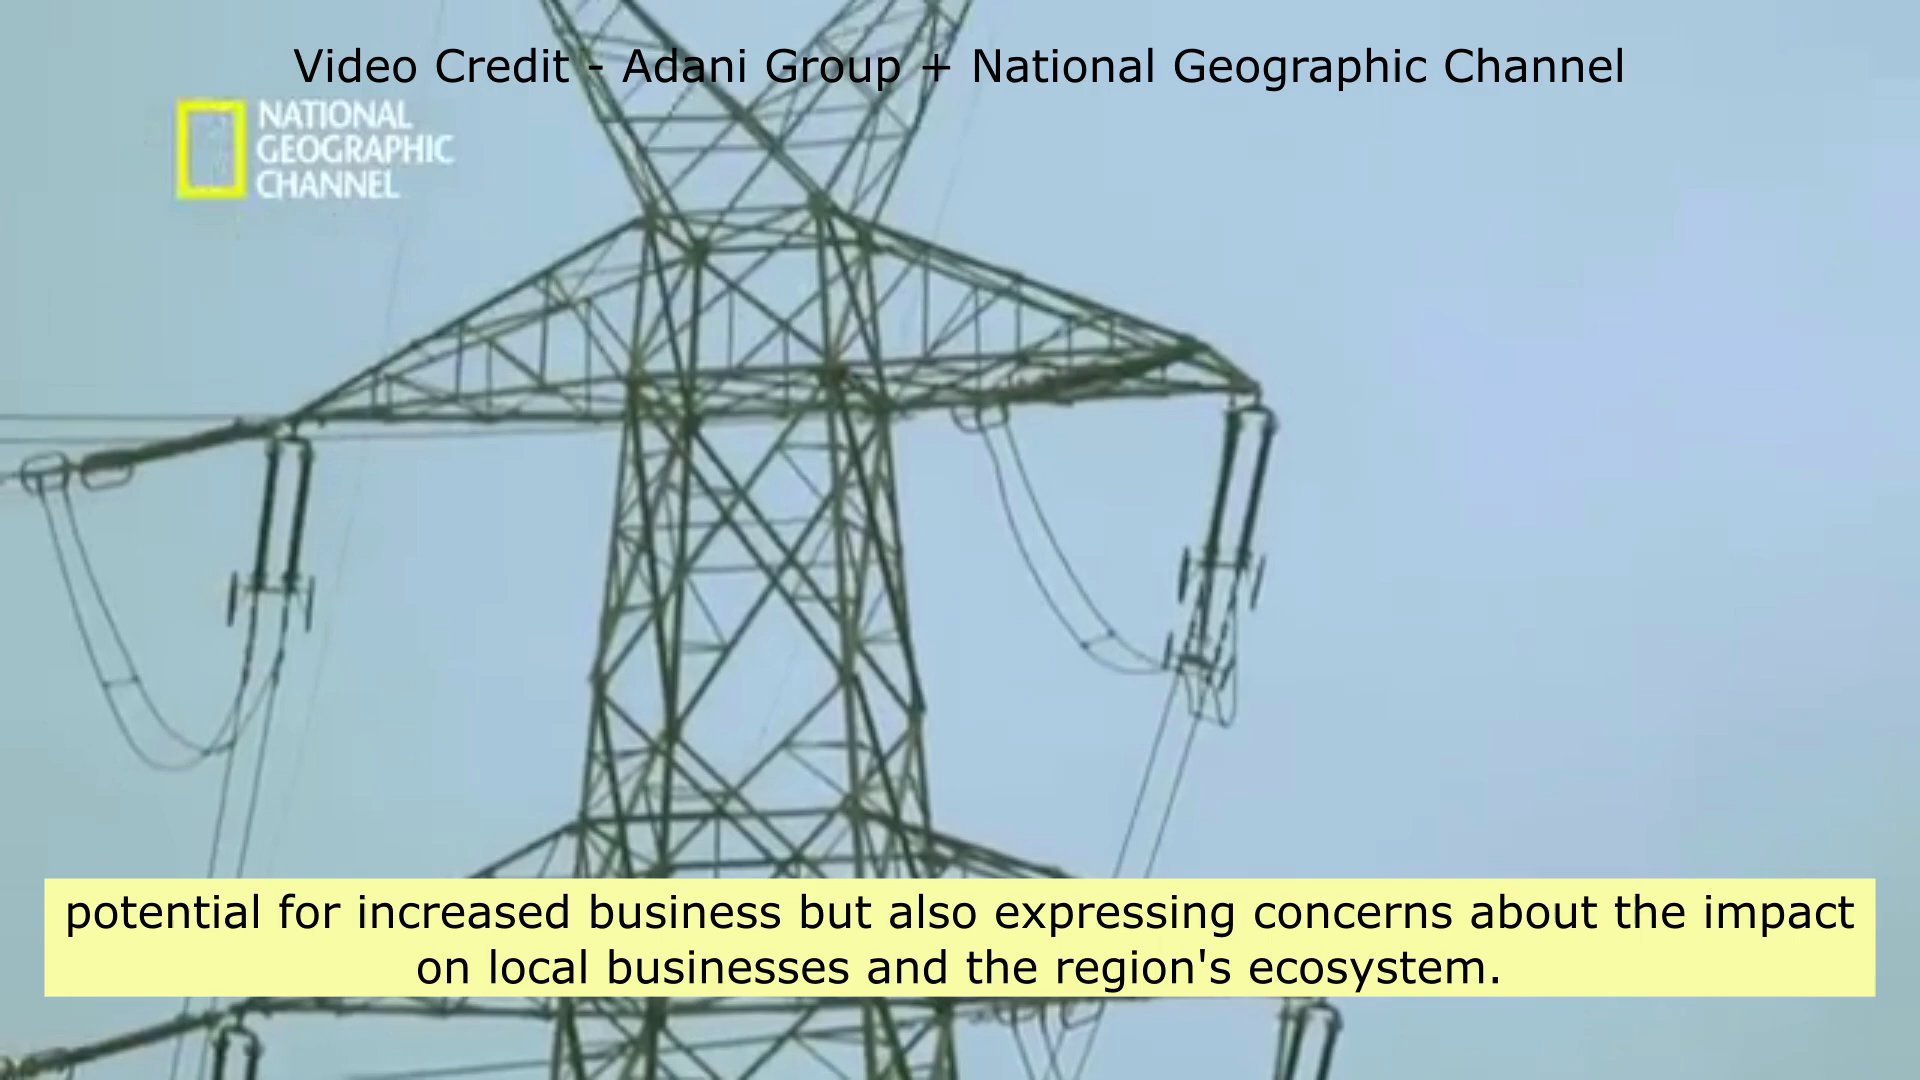 Video Credit - Adani Group + National Geographic Channel
NATIONAL
GEOGRAPHIC
CHANNEL
potential for increased business but also expressing concerns about the impact
on local businesses and the region's ecosystem.